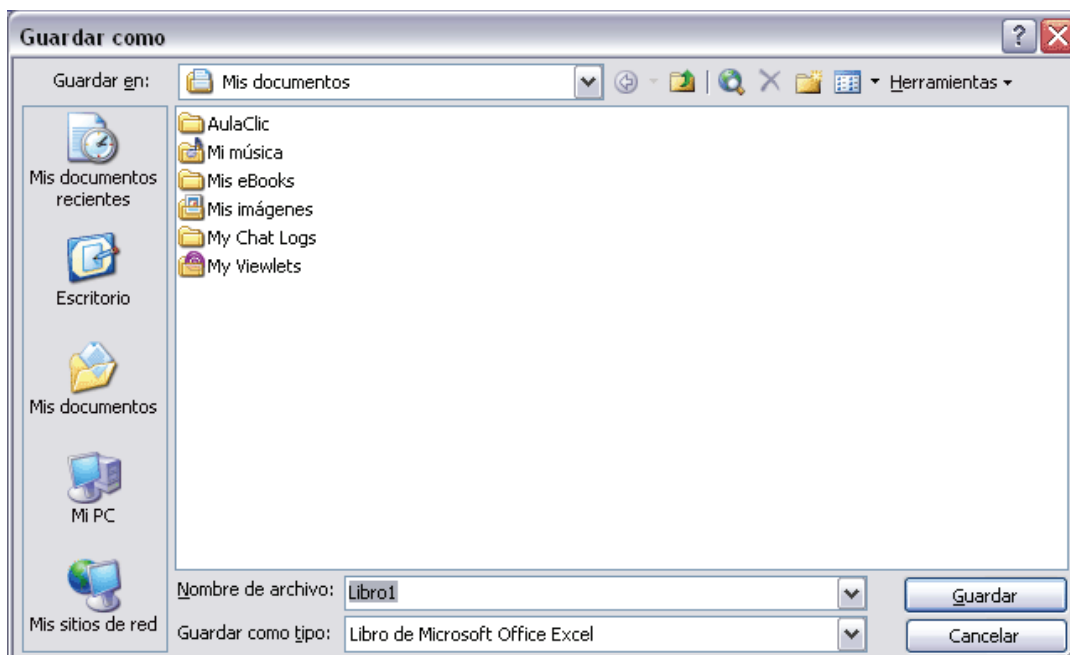 Guardar como
Guardar en:
Mis documentos
Herramientas
Mis documentos
recientes
Escritorio
Mis documentos
Mi PC
Mis sitios de red
AulaClic
Mi música
Mis eBooks
Mis imágenes
My Chat Logs
My Viewlets
Nombre de archivo:
Libro1
Guardar
Guardar como tipo:
Libro de Microsoft Office Excel
Cancelar